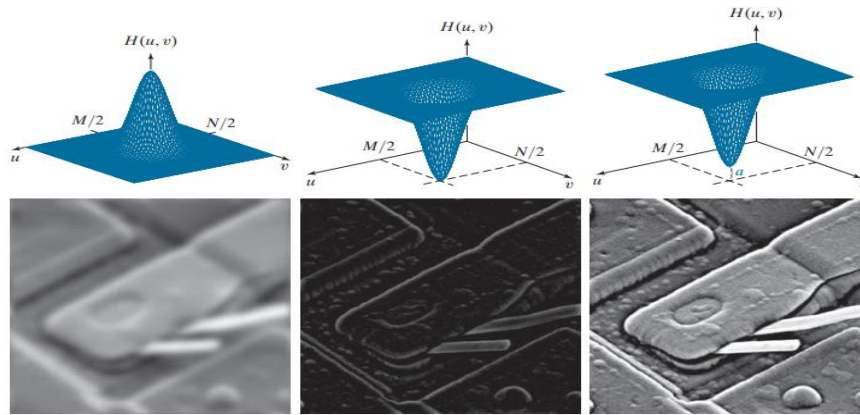 H(u, v)
M/2
N/2
u
v
H(u, v)
M/2
N/2
u
v
H(u, v)
a
M/2
N/2
u